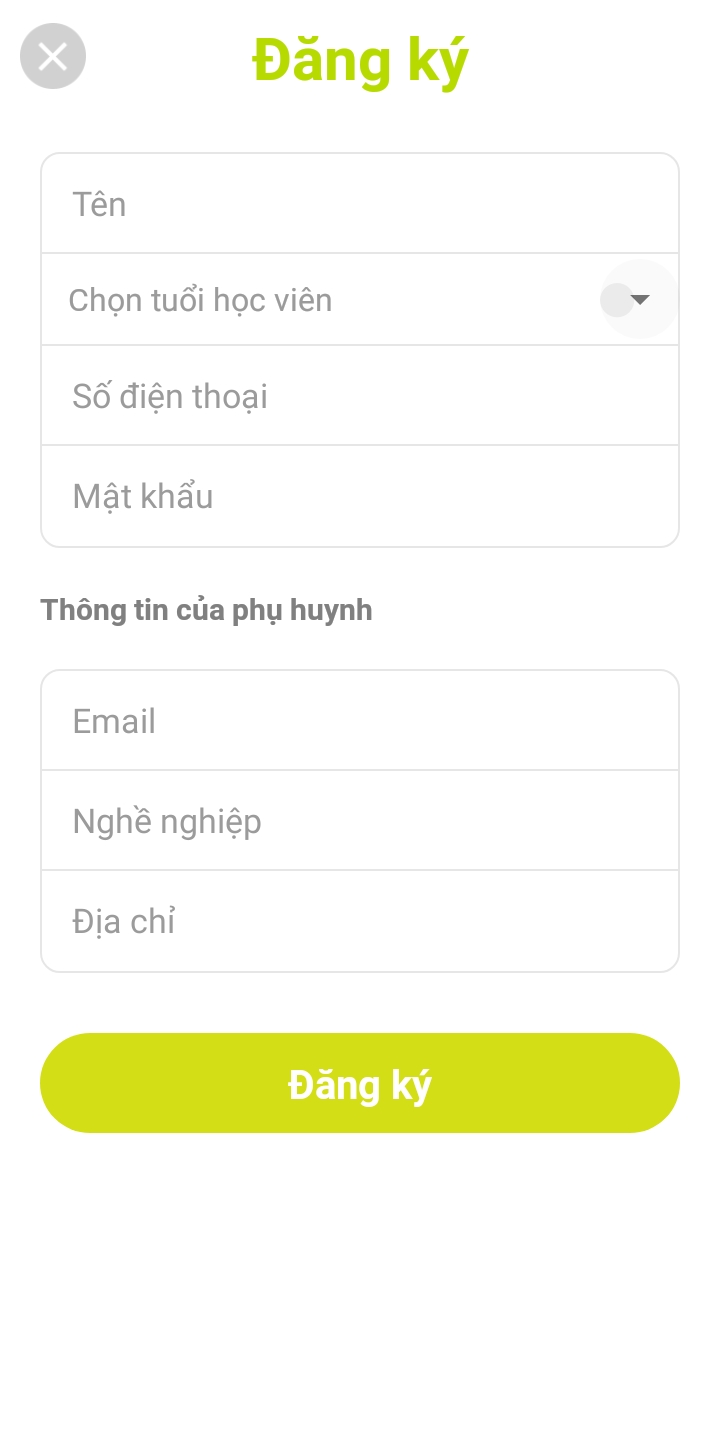 Đăng ký
Tên
Chọn tuổi học viên
Số điện thoại
Mật khẩu
Thông tin của phụ huynh
Email
Nghề nghiệp
Địa chỉ
Đăng ký